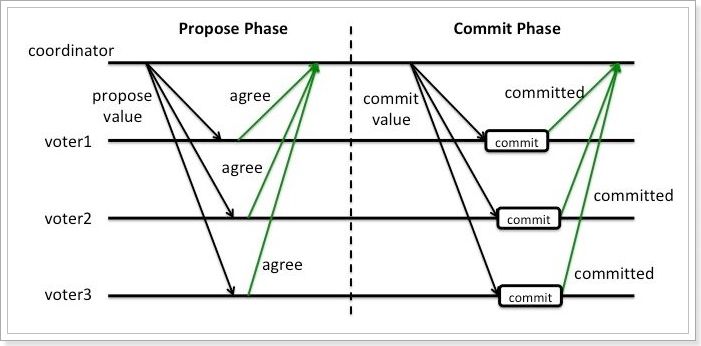 Propose Phase
Commit Phase
coordinator
propose
value
agree
commit
value
committed
voter1
commit
agree
voter2
commit
committed
agree
committed
voter3
commit